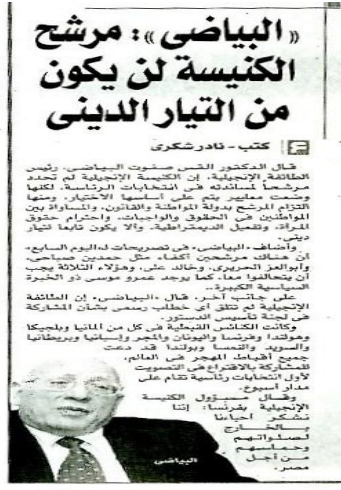 «البياضى»: مرشح
الكنيسة لن يكون
من التيار الدينى
كتب - نادر شكرى
قال الدكتور القس صفوت البياضى، رئيس
الطائفة الإنجيلية، إن الكنيسة الإنجيلية لم تحدد
مرشحاً لمساندته فى انتخابات الرئاسة، لكنها
وضعت معايير يتم على أساسها الاختيار، ومنها
التزام المرشح بدولة المواطنة والقانون، والمساواة بين
المواطنين فى الحقوق والواجبات، واحترام حقوق
المرأة، وتفعيل الديمقراطية، وألا يكون تابعا لتيار
دينى.
وأضاف «البياضى» فى تصريحات لـ«اليوم السابع»،
أن هناك مرشحين أكفاء مثل حمدين صباحى،
وأبوالعز الحريرى، وخالد على، وهؤلاء الثلاثة يجب
أن يتحالفوا معا، كما يوجد عمرو موسى ذو الخبرة
السياسية الكبيرة..
على جانب آخر، قال «البياضى» إن الطائفة
الإنجيلية لم تتلق أى خطاب رسمى بشأن المشاركة
فى لجنة تأسيس الدستور.
وكانت الكنائس القبطية فى كل من ألمانيا وبلجيكا
وهولندا وفرنسا واليونان والمجر وإسبانيا وبريطانيا
والسويد والنمسا وبولندا قد دعت
جميع أقباط المهجر فى العالم،
للمشاركة بالاقتراع فى التصويت
لأول انتخابات رئاسية تقام على
مدار أسبوع.
وقال مسؤول الكنيسة
الإنجيلية بفرنسا: إننا
نشكر أحباءنا
بالخارج
لصلواتهم
وحماسهم
من أجل
مصر.
البياضى